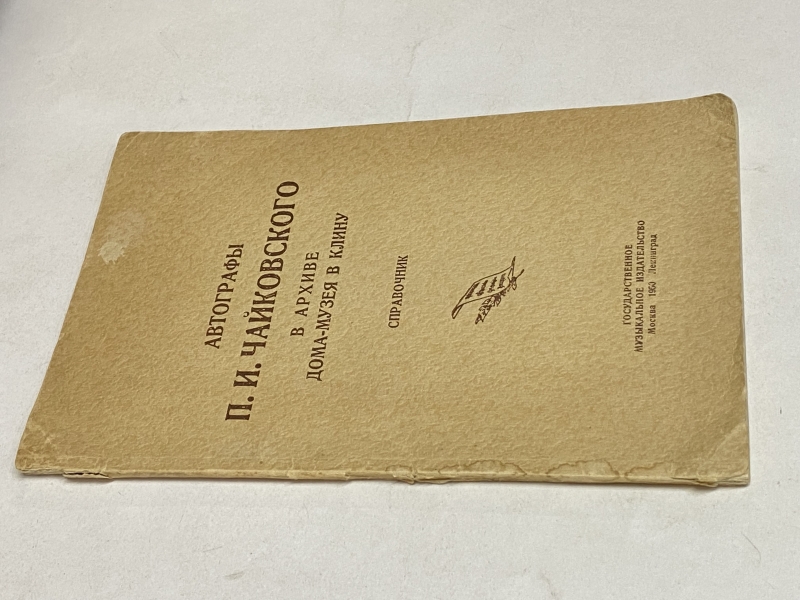 АВТОГРАФЫ
П. И. ЧАЙКОВСКОГО
В АРХИВЕ
ДОМА-МУЗЕЯ В КЛИНУ
СПРАВОЧНИК
ГОСУДАРСТВЕННОЕ
МУЗЫКАЛЬНОЕ ИЗДАТЕЛЬСТВО
Москва 1950 Ленинград